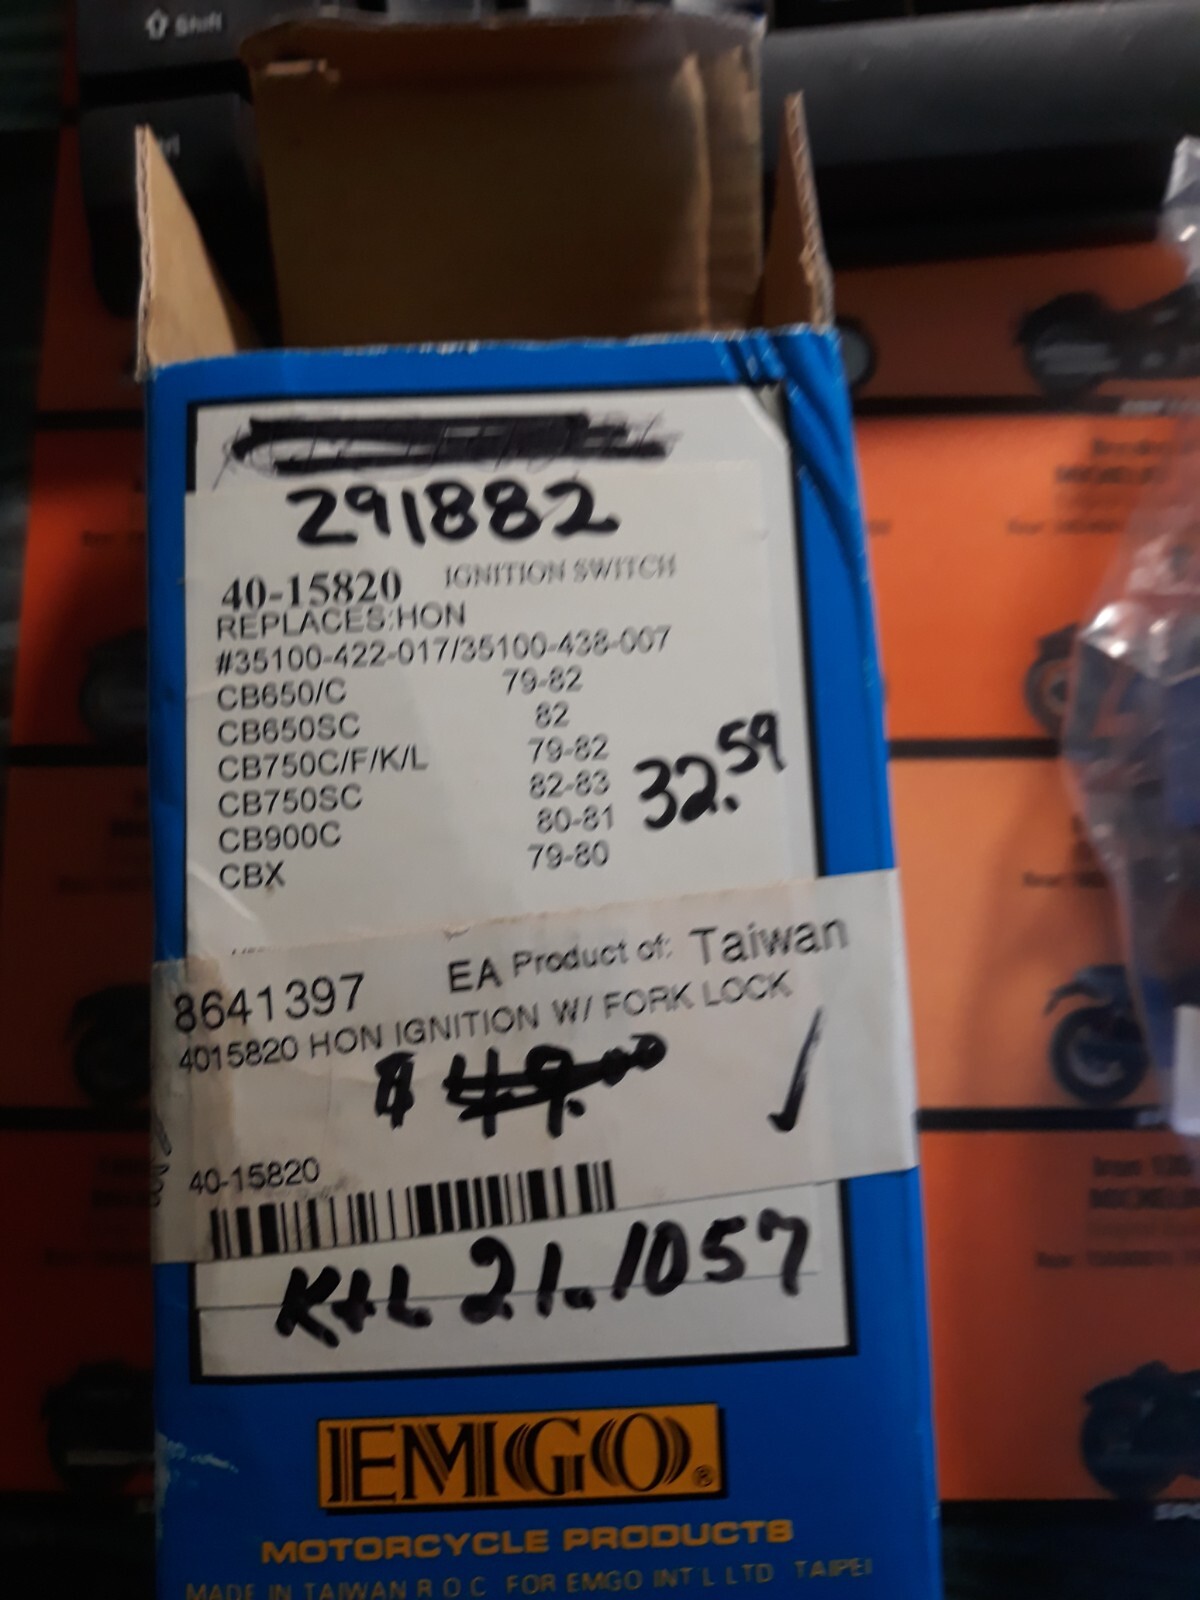 Shift
291882
40-15820 IGNITION SWITCH
REPLACES:HON
#35100-422-017/35100-438-007
CB650/C 79-82
CB650SC 82
CB750C/F/K/L 79-82
CB750SC 82-83
CB900C 80-81
CBX 79-80
32.59
8641397 EA Product of: Taiwan
4015820 HON IGNITION W/ FORK LOCK
$ 49.00
40-15820
K+L 21.1057
EMGO®
MOTORCYCLE PRODUCTS
MADE IN TAIWAN R O C FOR EMGO INT L LTD TAIPEI